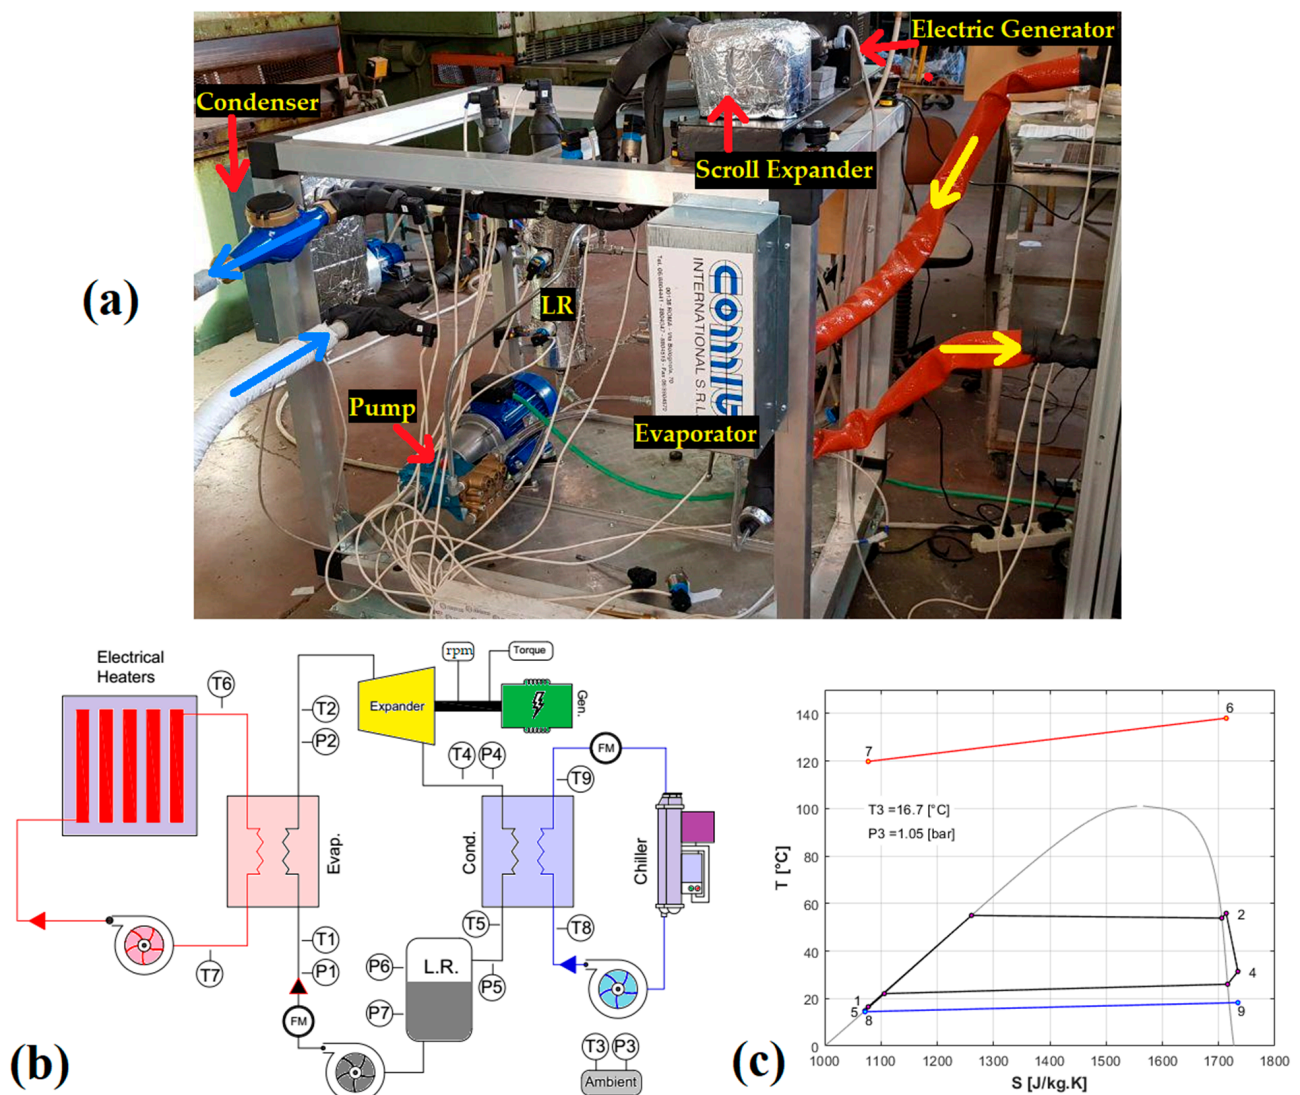 Condenser
Electric Generator
Scroll Expander
(a)
LR
COMIT
INTERNATIONAL S.R.L.
Pump
Evaporator
Electrical
Heaters
T6
T2
P2
rpm
Torque
Expander
Gen.
T4
P4
FM
T9
Evap.
Cond.
Chiller
T7
T1
P1
FM
T5
T8
P6
L.R.
P5
P7
T3
P3
Ambient
(b)
T [°C]
140
120
100
80
60
40
20
0
7
6
T3 =16.7 [°C]
P3 =1.05 [bar]
2
1
4
5
8
9
1000
1100
1200
1300
1400
1500
1600
1700
1800
S [J/kg.K]
(c)